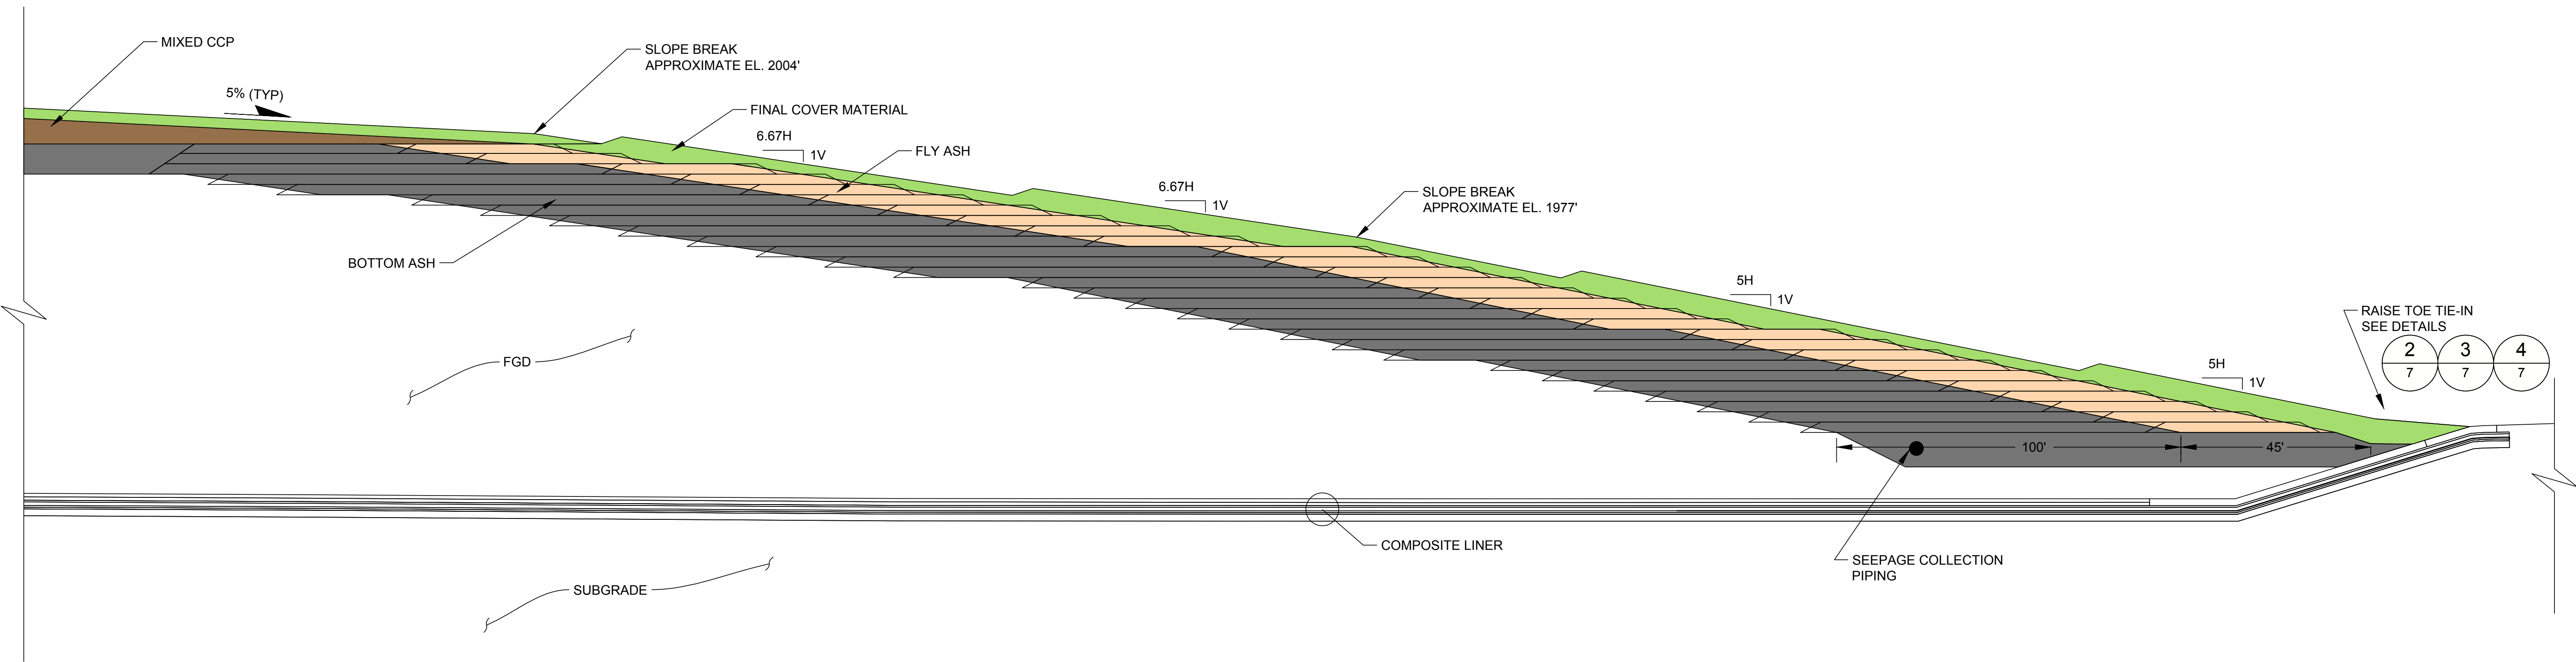 MIXED CCP
SLOPE BREAK
APPROXIMATE EL. 2004'
5% (TYP)
FINAL COVER MATERIAL
6.67H
1V
FLY ASH
6.67H
1V
SLOPE BREAK
APPROXIMATE EL. 1977'
BOTTOM ASH
5H
1V
RAISE TOE TIE-IN
SEE DETAILS
2 3 4
7 7 7
FGD
5H
1V
100'
45'
COMPOSITE LINER
SEEPAGE COLLECTION
PIPING
SUBGRADE